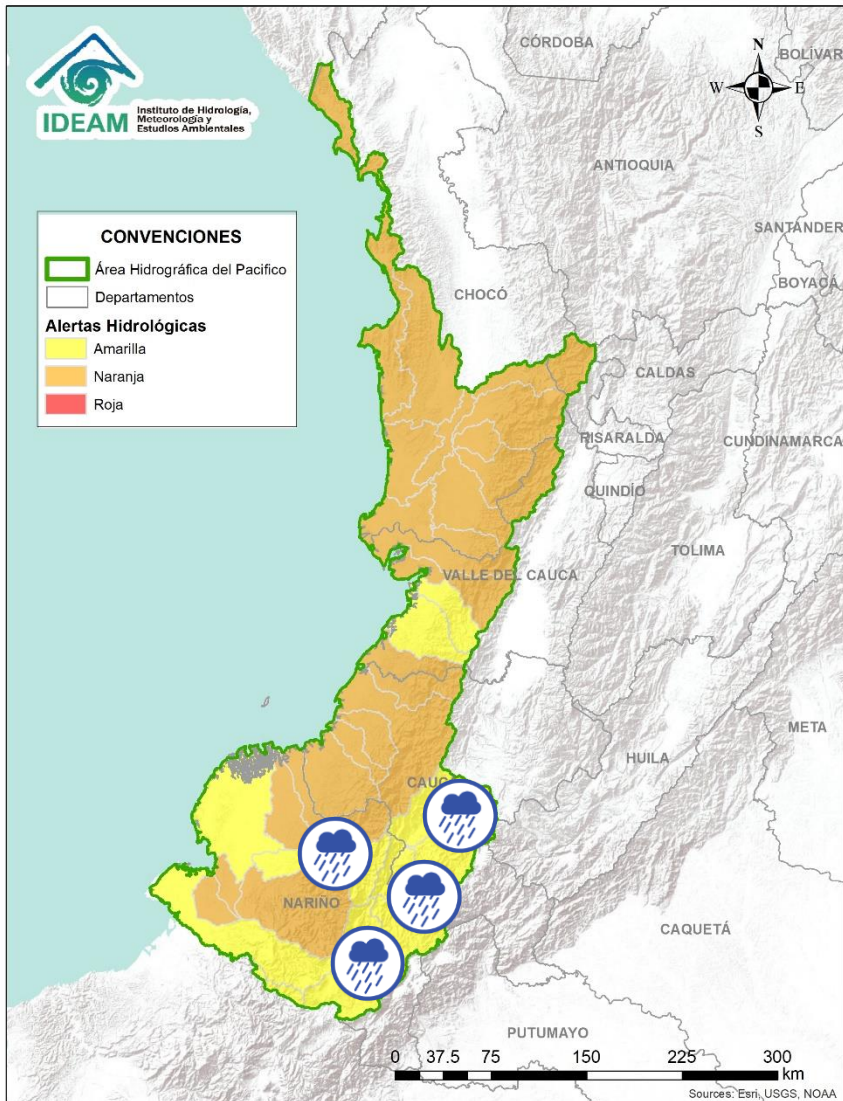 IDEAM
Instituto de Hidrología,
Meteorología y
Estudios Ambientales
CONVENCIONES
Área Hidrográfica del Pacifico
Departamentos
Alertas Hidrológicas
Amarilla
Naranja
Roja
N
W
E
S
CÓRDOBA
BOLÍVAR
ANTIOQUIA
SANTANDER
BOYACÁ
CHOCÓ
CALDAS
RISARALDA
CUNDINAMARCA
QUINDÍO
TOLIMA
VALLE DEL CAUCA
META
HUILA
CAUC
NARIÑO
CAQUETÁ
PUTUMAYO
0 37.5 75 150 225 300
km
Sources: Esri, USGS, NOAA